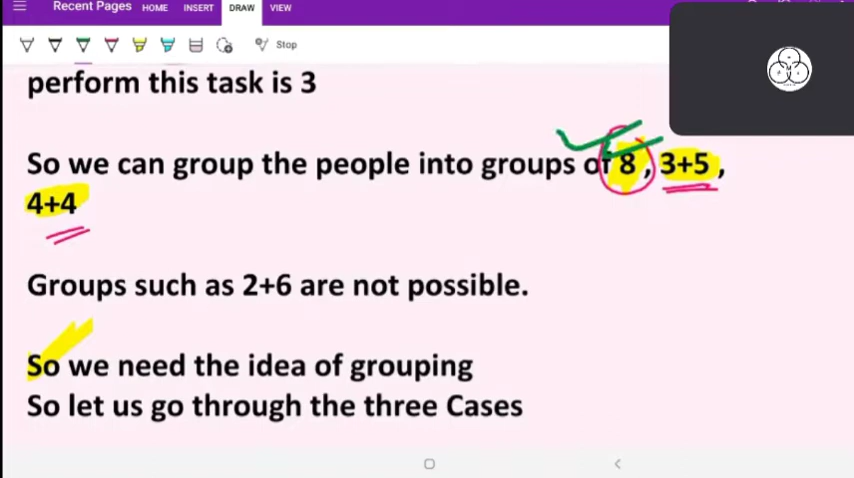 Recent Pages HOME INSERT DRAW VIEW
Stop
perform this task is 3
So we can group the people into groups of 8 , 3+5 ,
4+4
Groups such as 2+6 are not possible.
So we need the idea of grouping
So let us go through the three Cases